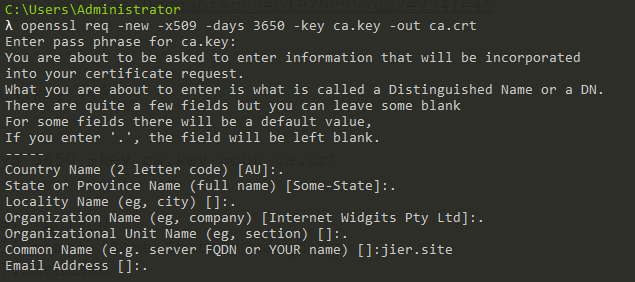 C:\Users\Administrator
λ openssl req -new -x509 -days 3650 -key ca.key -out ca.crt
Enter pass phrase for ca.key:
You are about to be asked to enter information that will be incorporated
into your certificate request.
What you are about to enter is what is called a Distinguished Name or a DN.
There are quite a few fields but you can leave some blank
For some fields there will be a default value,
If you enter '.', the field will be left blank.
-----
Country Name (2 letter code) [AU]:.
State or Province Name (full name) [Some-State]:.
Locality Name (eg, city) []:.
Organization Name (eg, company) [Internet Widgits Pty Ltd]:.
Organizational Unit Name (eg, section) []:.
Common Name (e.g. server FQDN or YOUR name) []:jier.site
Email Address []:.